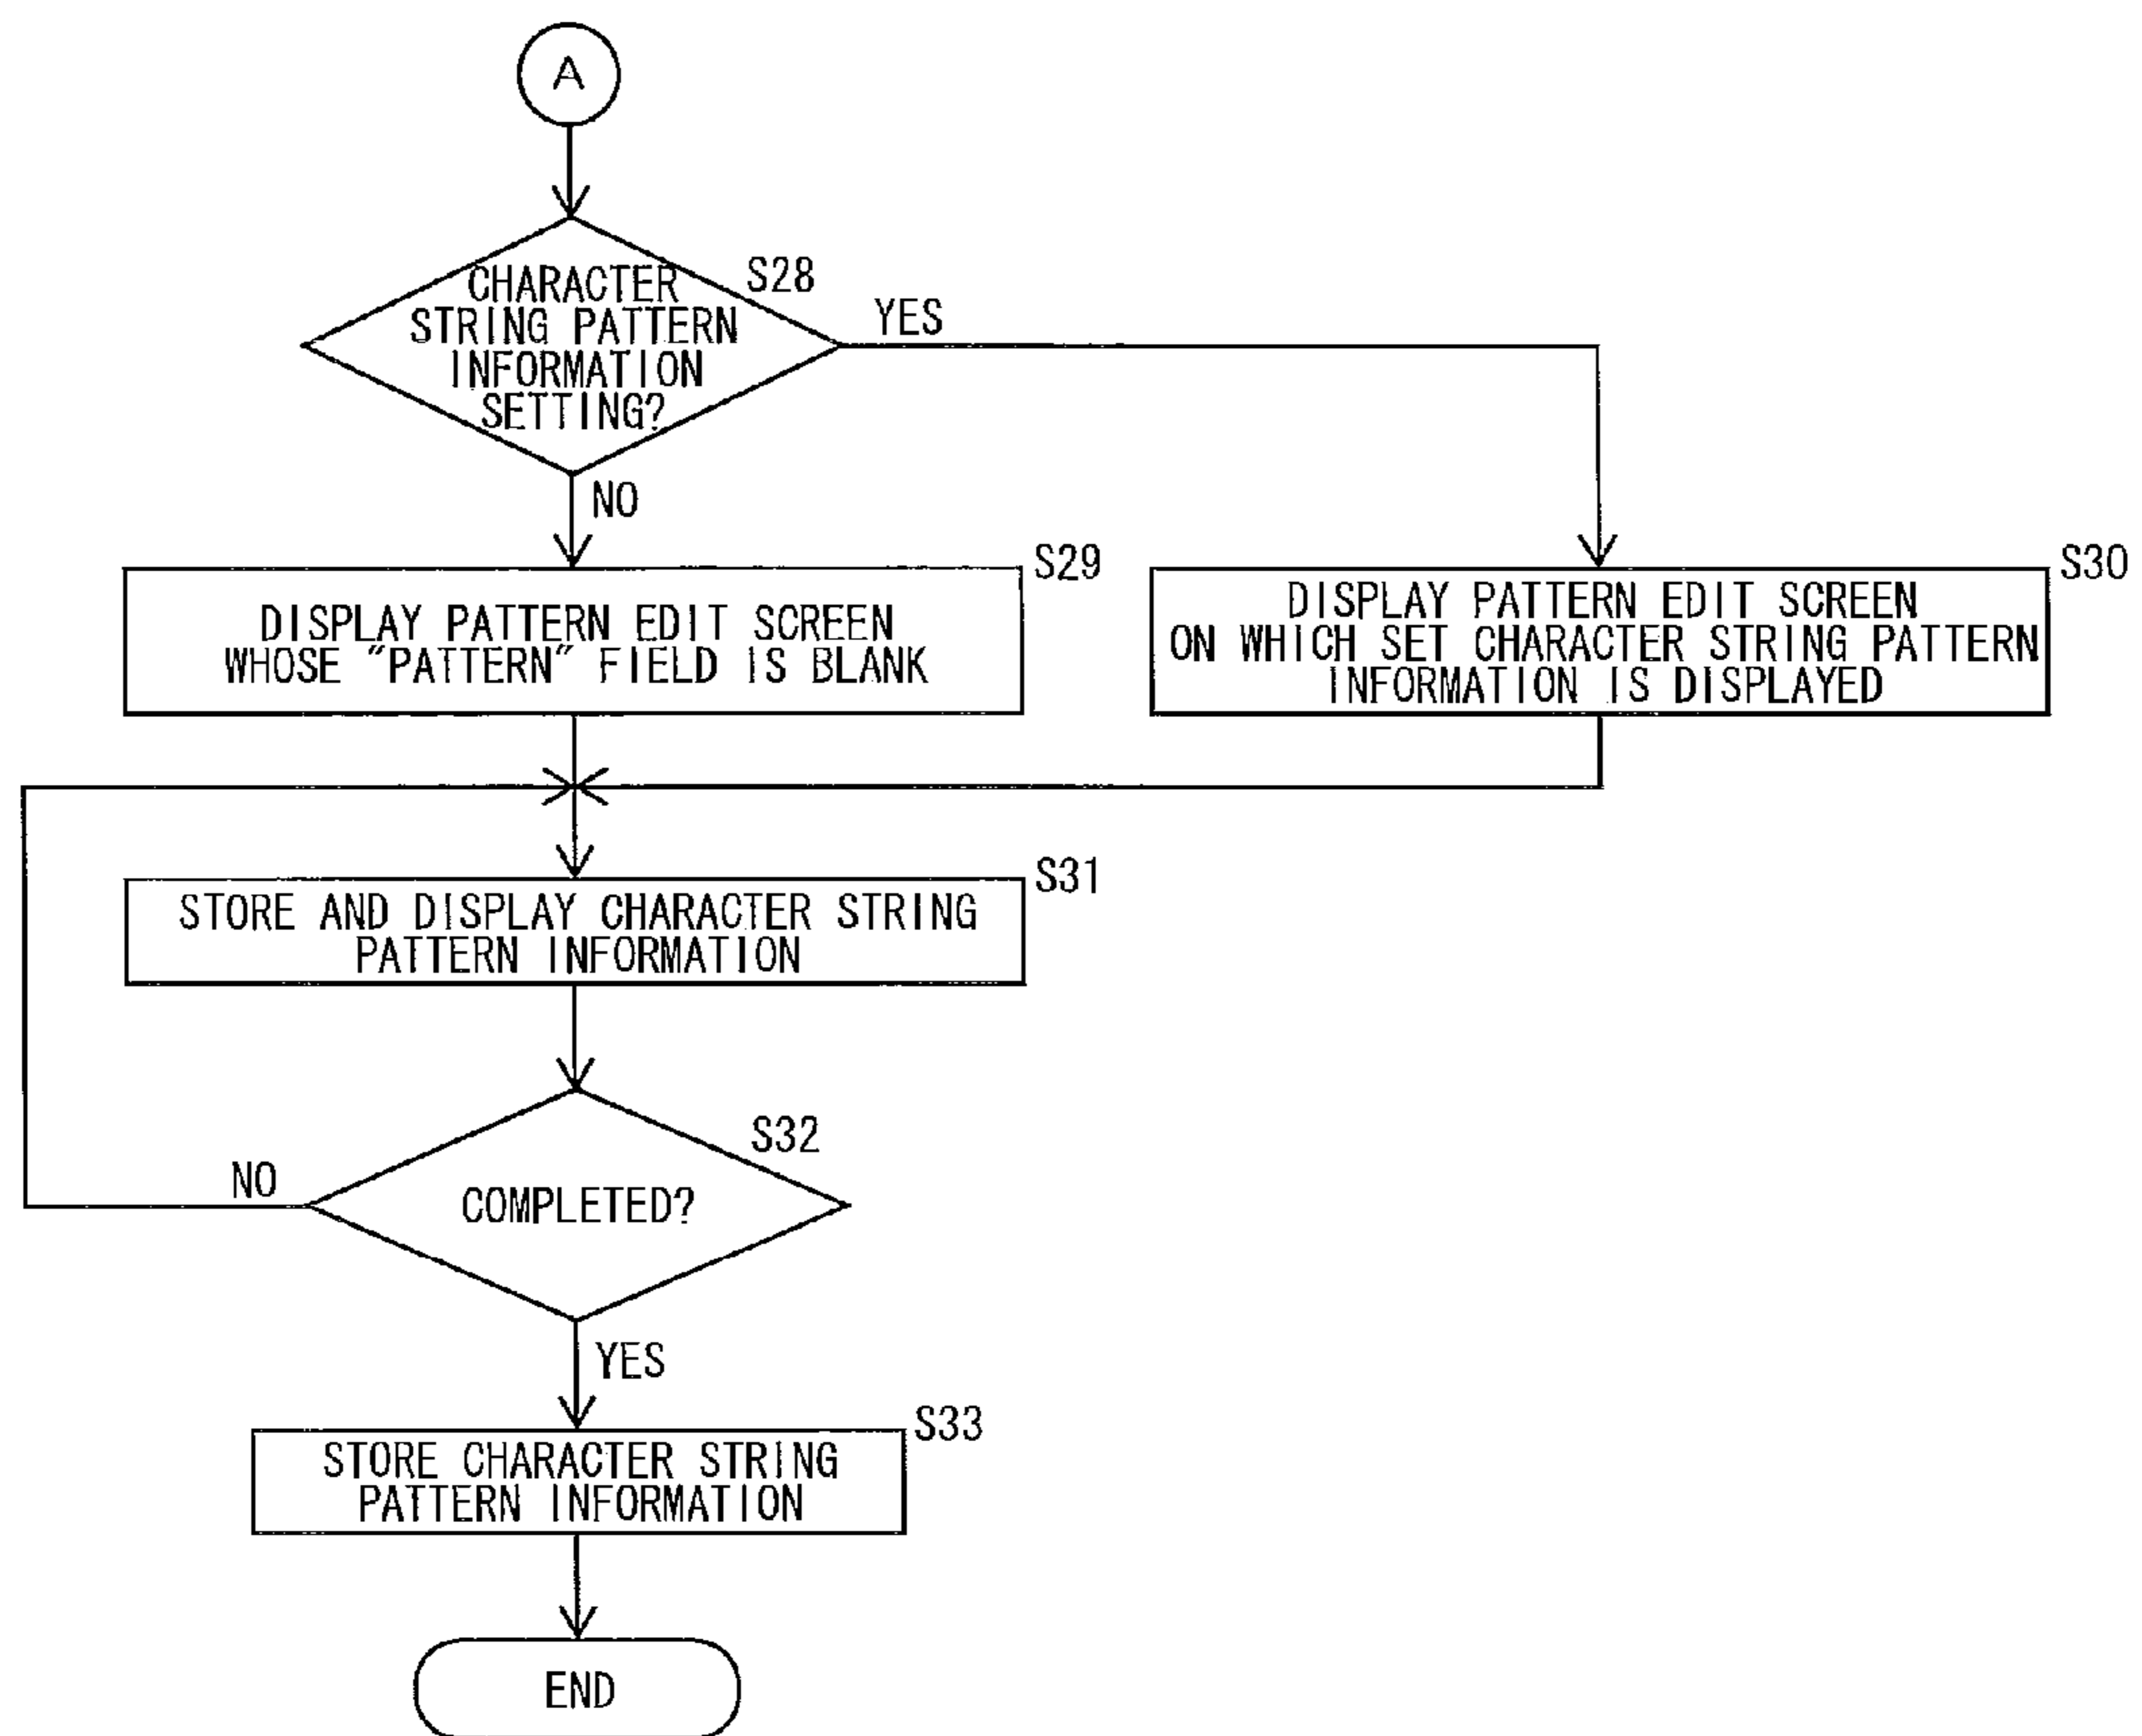 A
S28
CHARACTER
STRING PATTERN
INFORMATION
SETTING?
YES
NO
S29
DISPLAY PATTERN EDIT SCREEN
WHOSE "PATTERN" FIELD IS BLANK
S30
DISPLAY PATTERN EDIT SCREEN
ON WHICH SET CHARACTER STRING PATTERN
INFORMATION IS DISPLAYED
S31
STORE AND DISPLAY CHARACTER STRING
PATTERN INFORMATION
S32
NO
COMPLETED?
YES
S33
STORE CHARACTER STRING
PATTERN INFORMATION
END